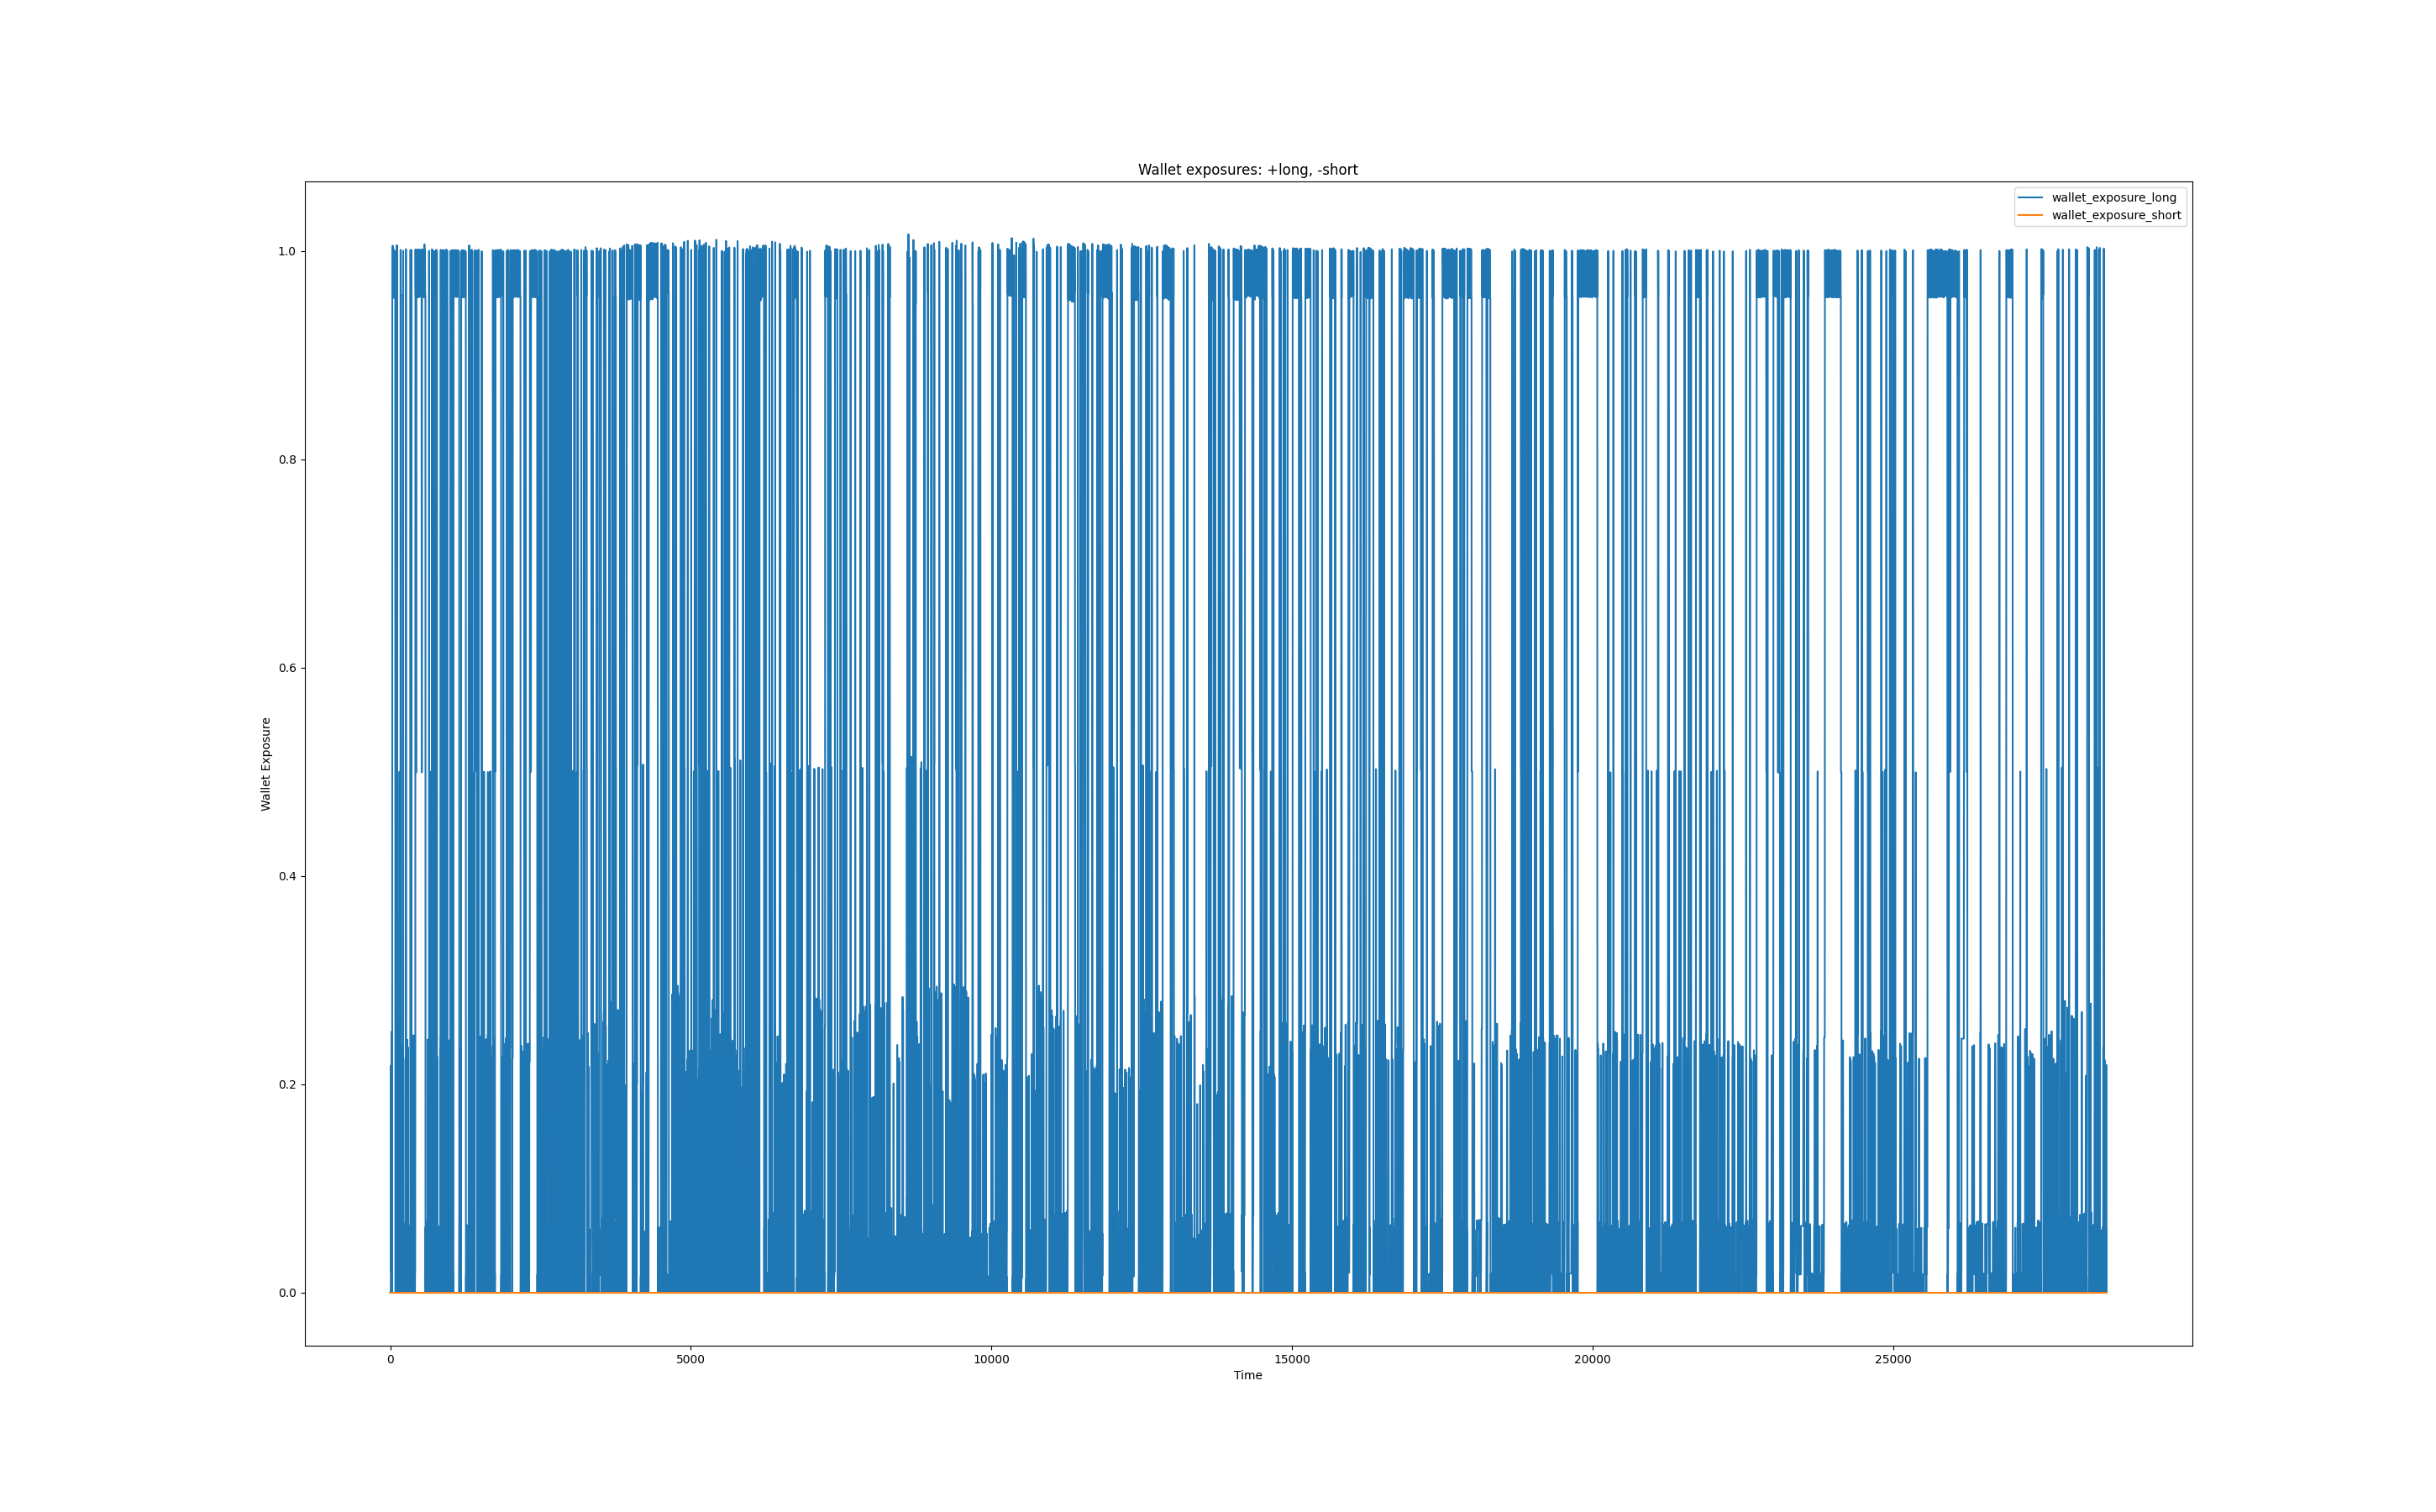 Wallet exposures: +long, -short
wallet_exposure_long
wallet_exposure_short
1.0
0.8
0.6
0.4
0.2
0.0
Wallet Exposure
0 5000 10000 15000 20000 25000
Time